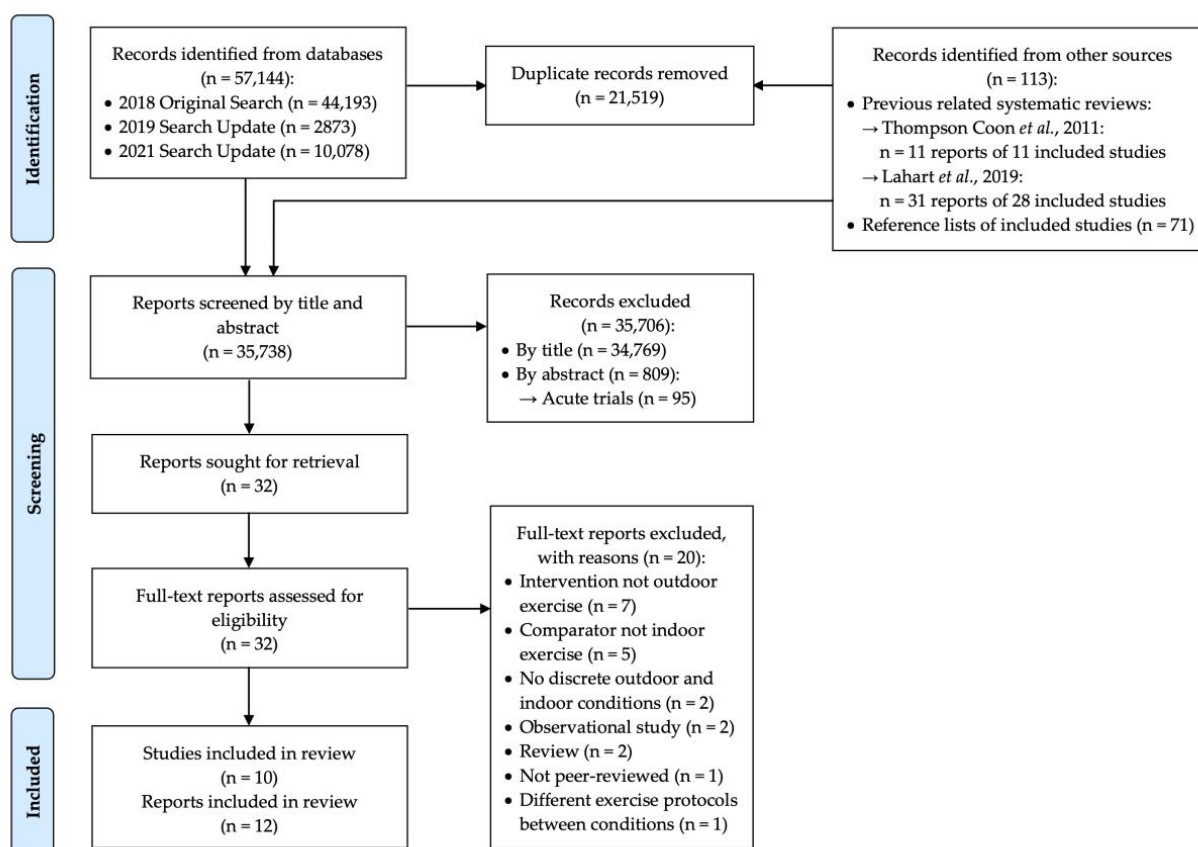 Identification
Records identified from databases
(n = 57,144):
• 2018 Original Search (n = 44,193)
• 2019 Search Update (n = 2873)
• 2021 Search Update (n = 10,078)
Duplicate records removed
(n = 21,519)
Records identified from other sources
(n = 113):
• Previous related systematic reviews:
→ Thompson Coon et al., 2011:
n = 11 reports of 11 included studies
→ Lahart et al., 2019:
n = 31 reports of 28 included studies
• Reference lists of included studies (n = 71)
Screening
Reports screened by title and
abstract
(n = 35,738)
Records excluded
(n = 35,706):
• By title (n = 34,769)
• By abstract (n = 809):
→ Acute trials (n = 95)
Reports sought for retrieval
(n = 32)
Full-text reports assessed for
eligibility
(n = 32)
Full-text reports excluded,
with reasons (n = 20):
• Intervention not outdoor
exercise (n = 7)
• Comparator not indoor
exercise (n = 5)
• No discrete outdoor and
indoor conditions (n = 2)
• Observational study (n = 2)
• Review (n = 2)
• Not peer-reviewed (n = 1)
• Different exercise protocols
between conditions (n = 1)
Included
Studies included in review
(n = 10)
Reports included in review
(n = 12)